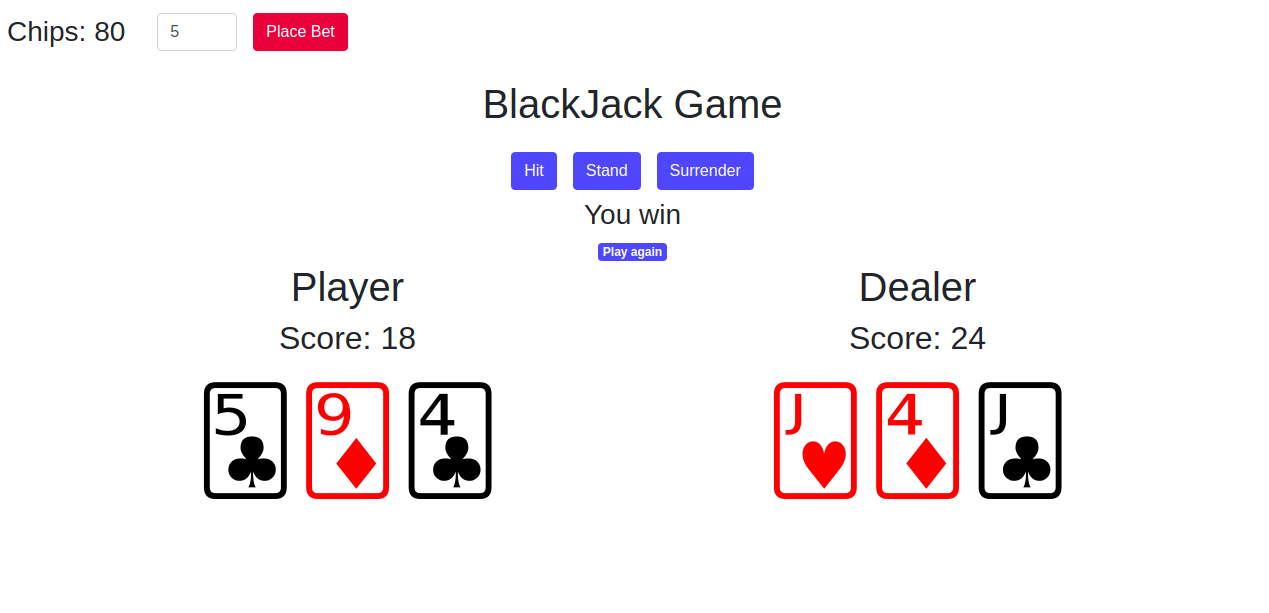 Chips: 80 5 Place Bet
BlackJack Game
Hit Stand Surrender
You win
Play again
Player Dealer
Score: 18 Score: 24
5 9 4 J 4 J